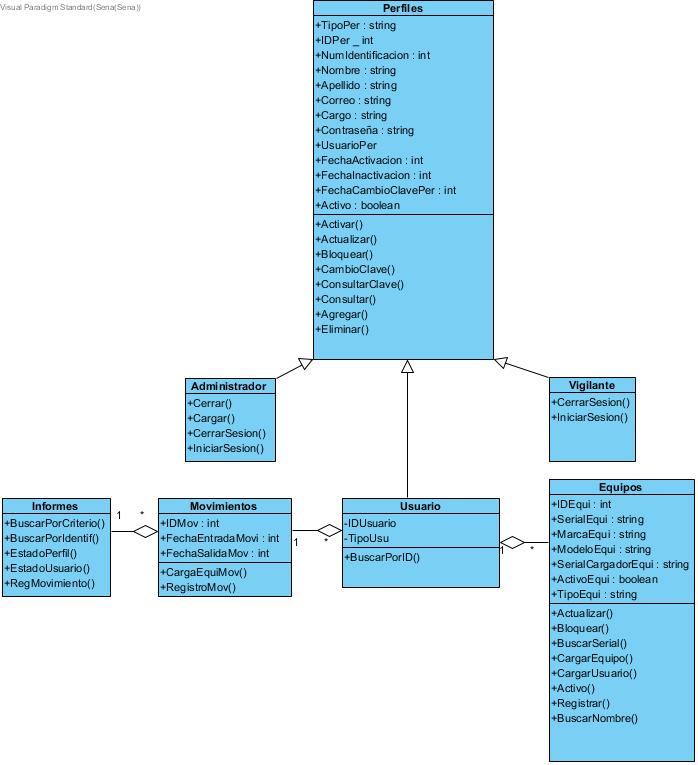 Visual Paradigm Standard(Sena(Sena))
Perfiles
+TipoPer : string
+IDPer _ int
+NumIdentificacion : int
+Nombre : string
+Apellido : string
+Correo : string
+Cargo : string
+Contraseña : string
+UsuarioPer
+FechaActivacion : int
+FechaInactivacion : int
+FechaCambioClavePer : int
+Activo : boolean
+Activar()
+Actualizar()
+Bloquear()
+CambioClave()
+ConsultarClave()
+Consultar()
+Agregar()
+Eliminar()
Administrador
+Cerrar()
+Cargar()
+CerrarSesion()
+IniciarSesion()
Vigilante
+CerrarSesion()
+IniciarSesion()
Informes
+BuscarPorCriterio()
+BuscarPorIdentif()
+EstadoPerfil()
+EstadoUsuario()
+RegMovimiento()
1
*
Movimientos
+IDMov : int
+FechaEntradaMovi : int
+FechaSalidaMov : int
+CargaEquiMov()
+RegistroMov()
1
*
Usuario
-IDUsuario
-TipoUsu
+BuscarPorID()
1
*
Equipos
+IDEqui : int
+SerialEqui : string
+MarcaEqui : string
+ModeloEqui : string
+SerialCargadorEqui : string
+ActivoEqui : boolean
+TipoEqui : string
+Actualizar()
+Bloquear()
+BuscarSerial()
+CargarEquipo()
+CargarUsuario()
+Activo()
+Registrar()
+BuscarNombre()